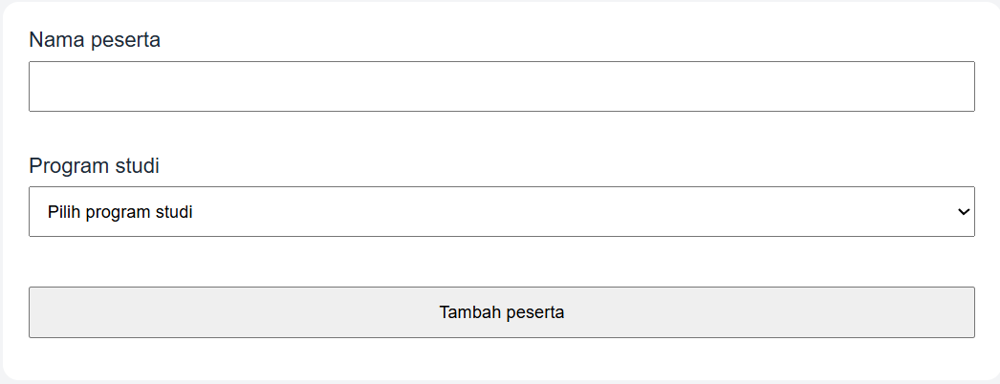 Nama peserta
Program studi
Pilih program studi
Tambah peserta